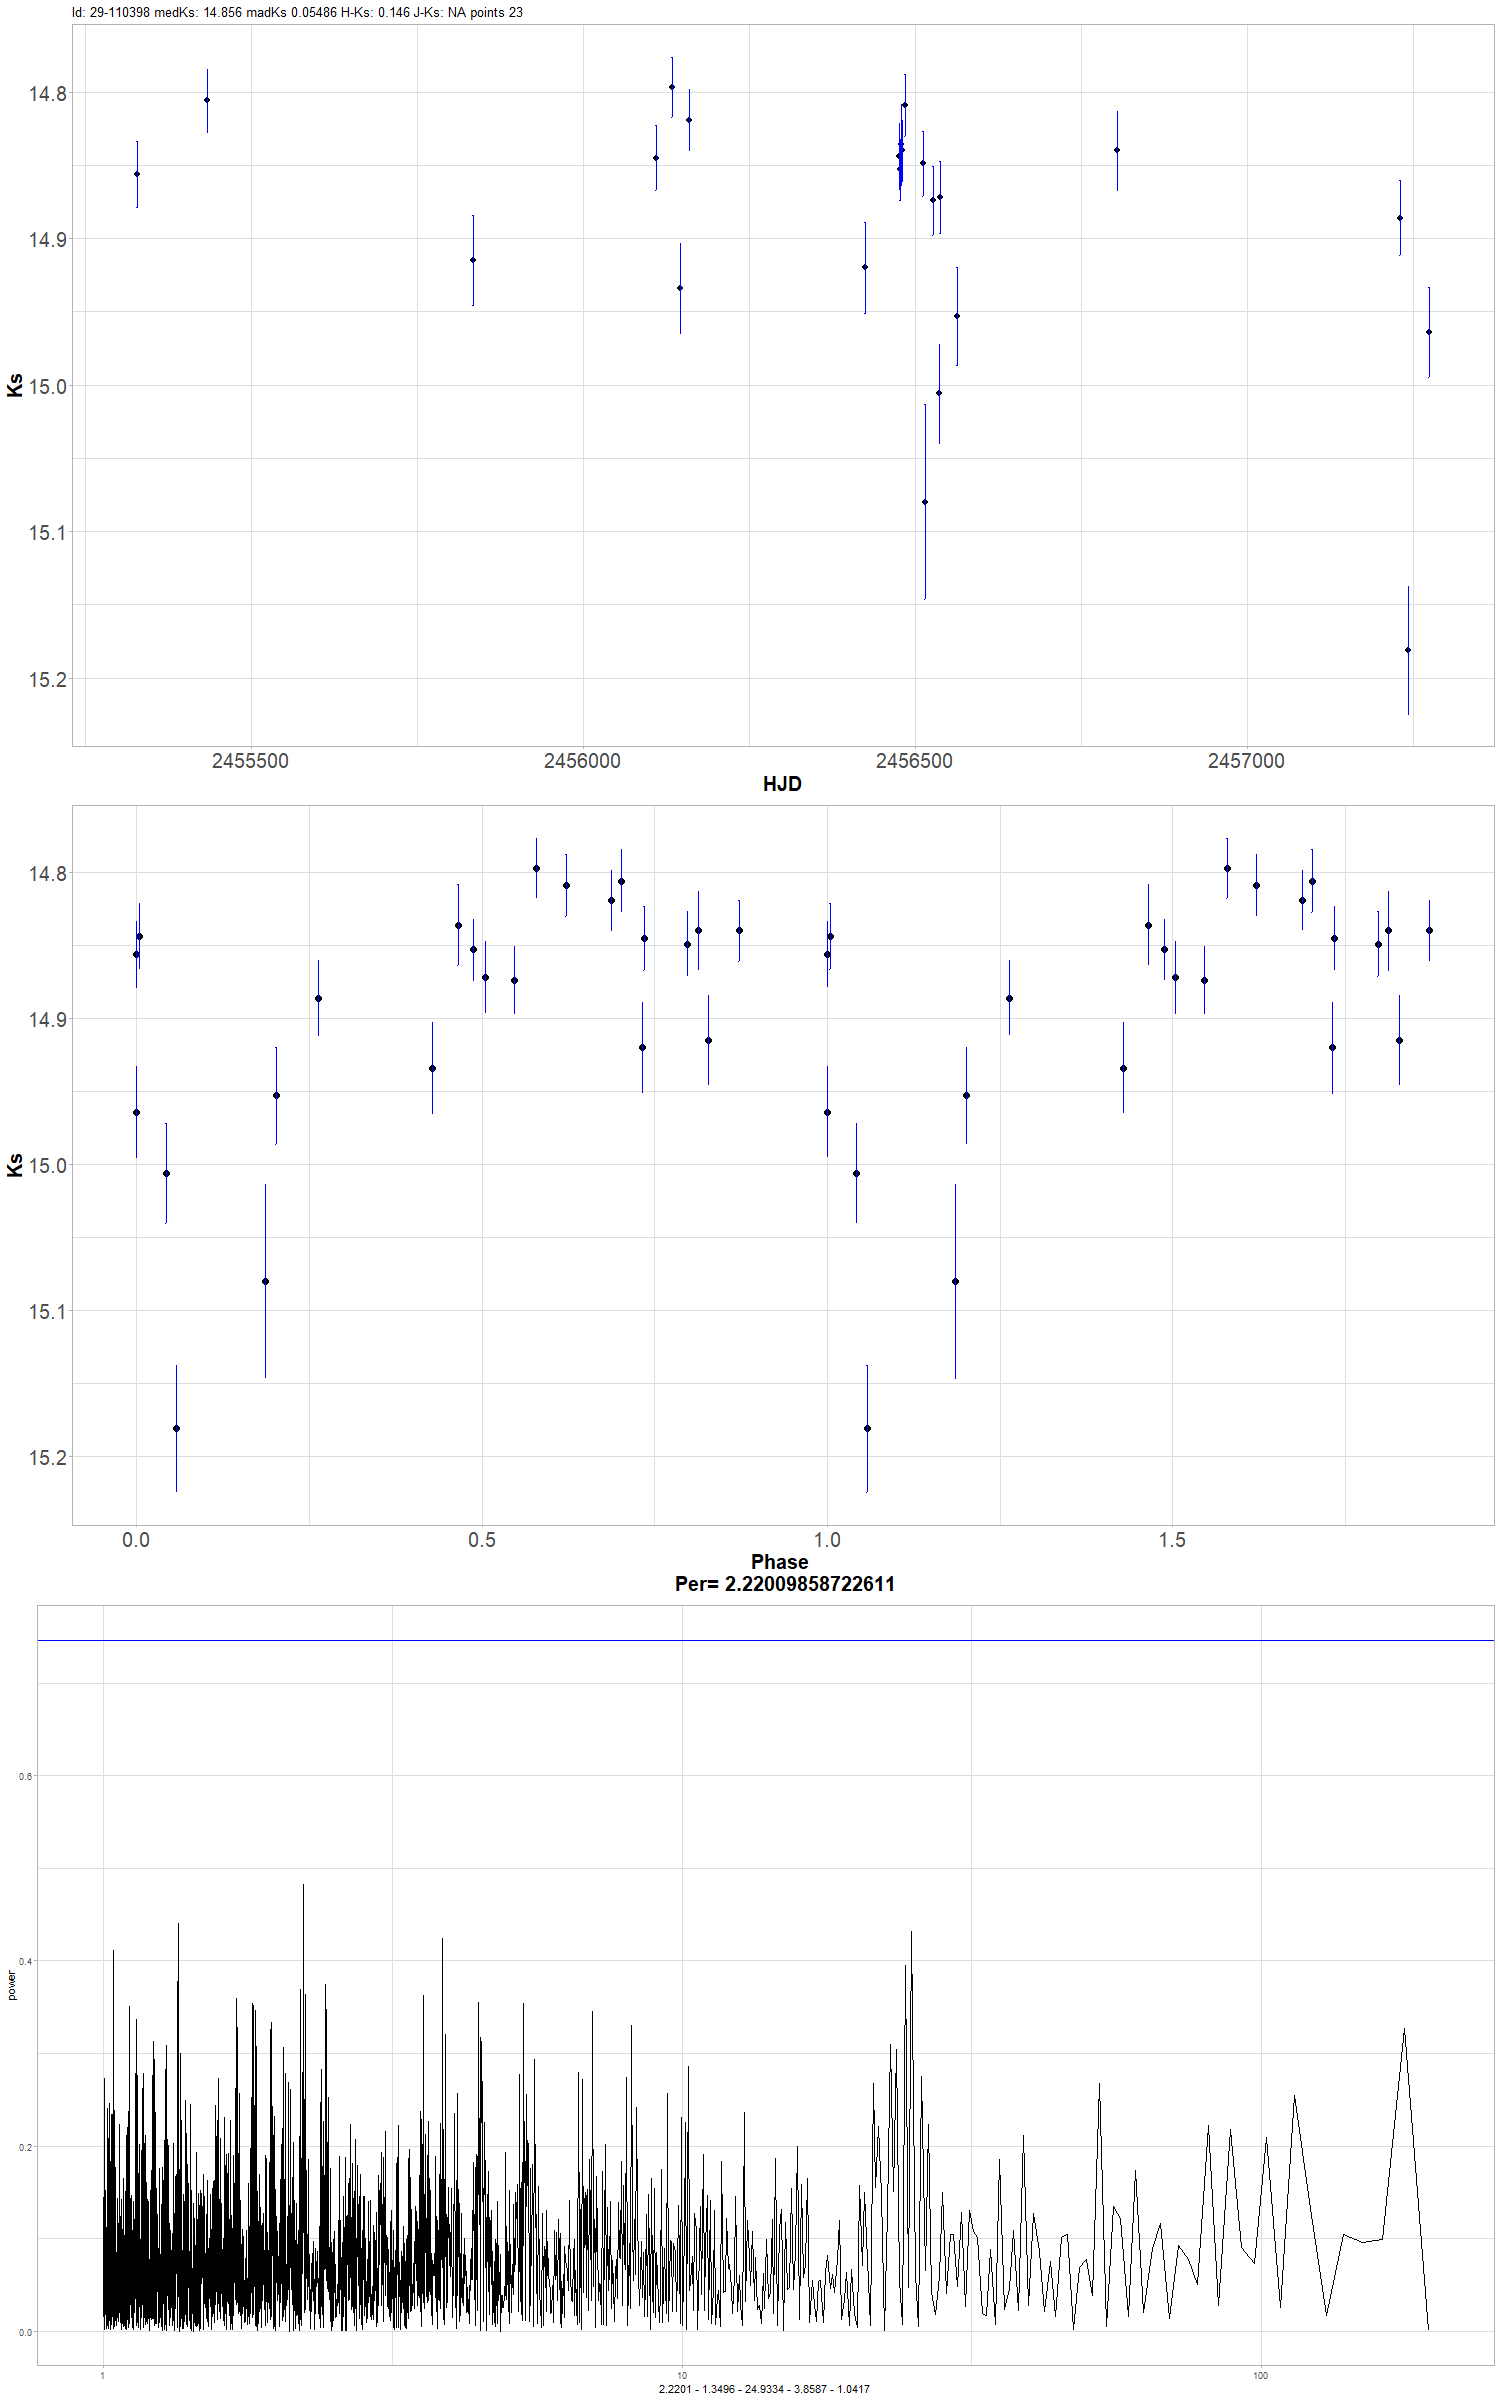 Id: 29-110398 medKs: 14.856 madKs 0.05486 H-Ks: 0.146 J-Ks: NA points 23
14.8
14.9
15.0
15.1
15.2
Ks
2455500 2456000 2456500 2457000
HJD
14.8
14.9
15.0
15.1
15.2
Ks
0.0 0.5 1.0 1.5
Phase
Per= 2.22009858722611
0.6
0.4
0.2
0.0
power
1 10 100
2.2201 - 1.3496 - 24.9334 - 3.8587 - 1.0417